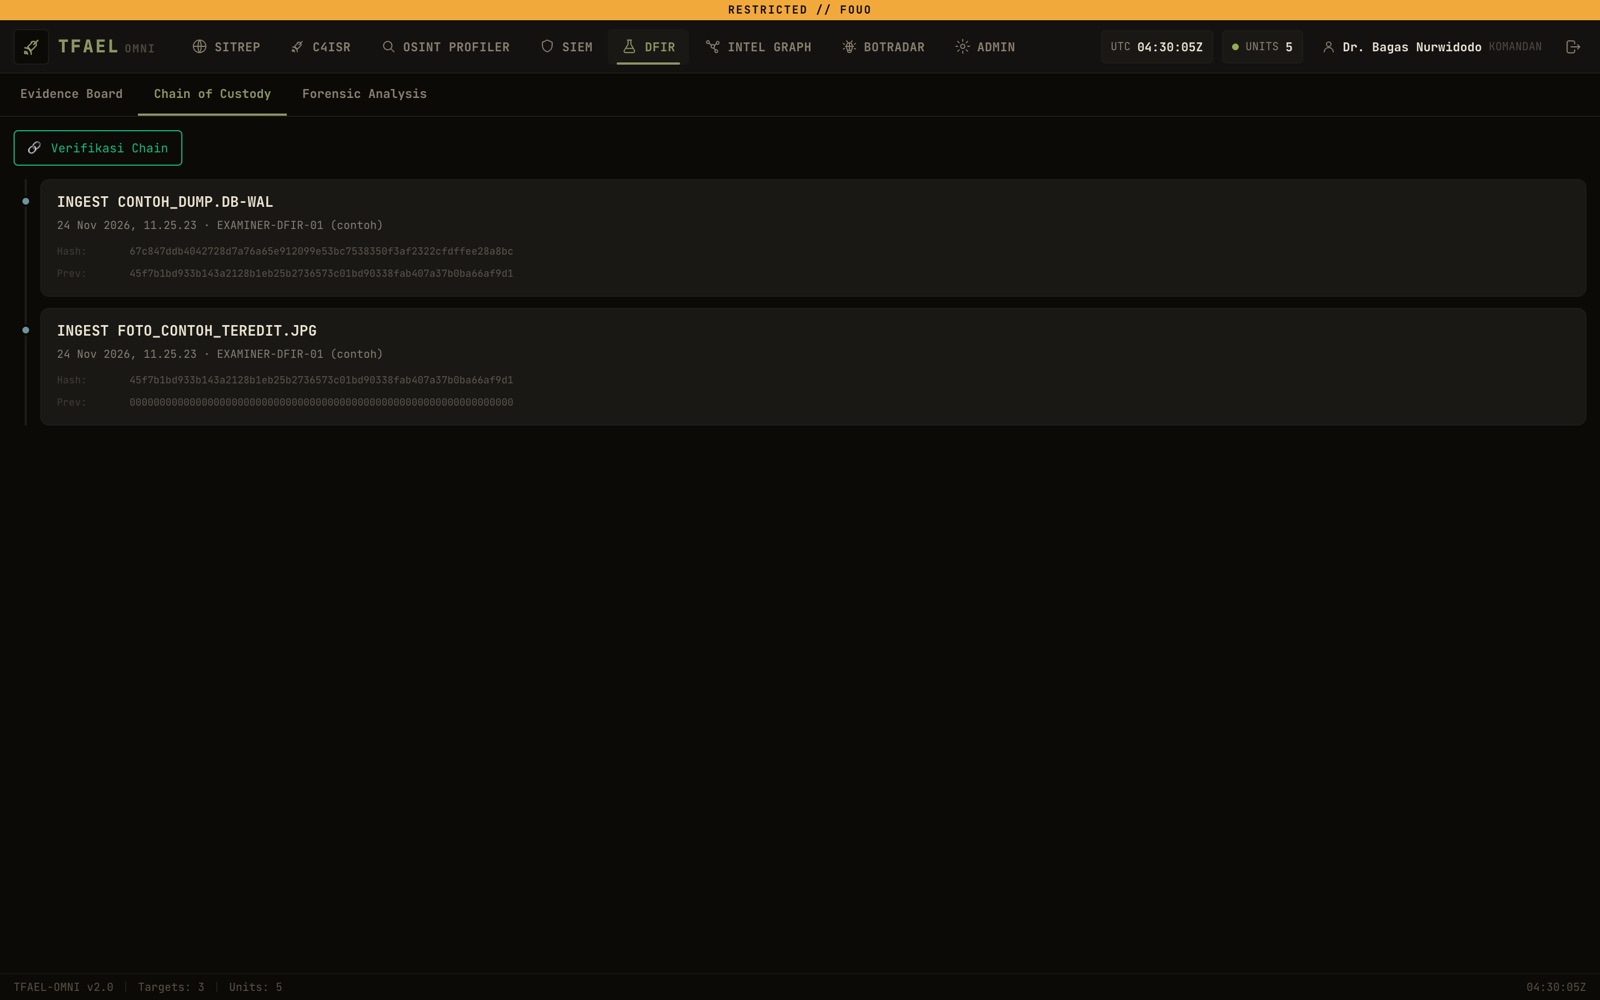 RESTRICTED // FOUO
TFAEL OMNI SITREP C4ISR OSINT PROFILER SIEM DFIR INTEL GRAPH BOTRADAR ADMIN UTC 04:30:05Z UNITS 5 Dr. Bagas Nurwidodo KOMANDAN
Evidence Board Chain of Custody Forensic Analysis
Verifikasi Chain
INGEST CONTOH_DUMP.DB-WAL
24 Nov 2026, 11.25.23 · EXAMINER-DFIR-01 (contoh)
Hash: 67c847ddb4042728d7a76a65e912099e53bc7538350f3af2322cfdffee28a8bc
Prev: 45f7b1bd933b143a2128b1eb25b2736573c01bd90338fab407a37b0ba66af9d1
INGEST FOTO_CONTOH_TEREDIT.JPG
24 Nov 2026, 11.25.23 · EXAMINER-DFIR-01 (contoh)
Hash: 45f7b1bd933b143a2128b1eb25b2736573c01bd90338fab407a37b0ba66af9d1
Prev: 0000000000000000000000000000000000000000000000000000000000000000
TFAEL-OMNI v2.0 | Targets: 3 | Units: 5 04:30:05Z